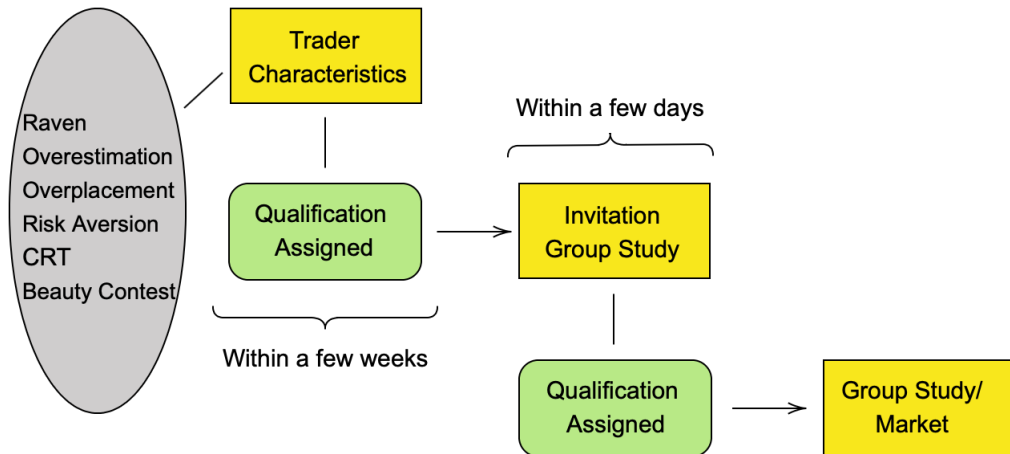 Trader
Characteristics
Raven
Overestimation
Overplacement
Risk Aversion
CRT
Beauty Contest
Qualification
Assigned
Within a few weeks
Within a few days
Invitation
Group Study
Qualification
Assigned
Group Study/
Market